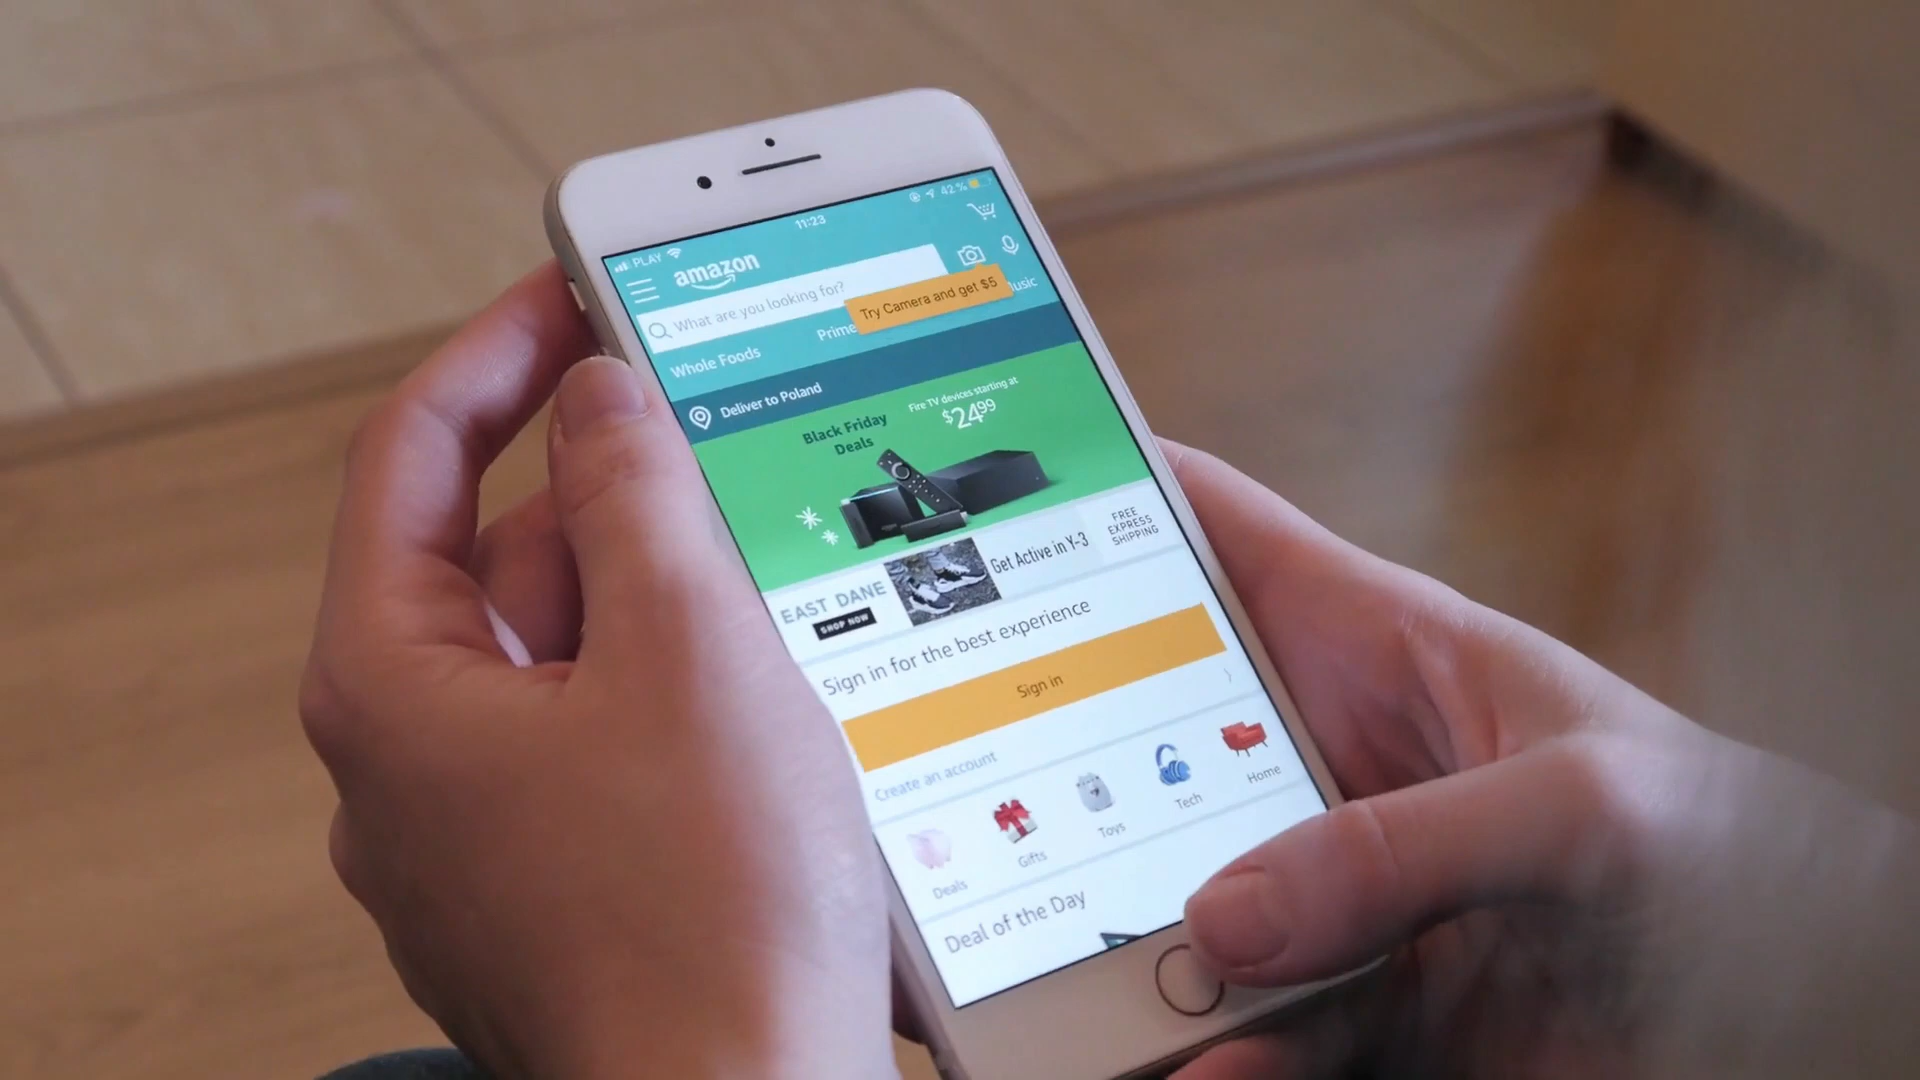 PLAY
11:23
42 %
amazon
What are you looking for?
Try Camera and get $5
Whole Foods
Prime
usic
Deliver to Poland
Black Friday
Deals
Fire TV devices starting at
$24 99
EAST DANE
SHOP NOW
Get Active in Y-3
FREE
EXPRESS
SHIPPING
Sign in for the best experience
Sign in
Create an account
Deals
Gifts
Toys
Tech
Home
Deal of the Day